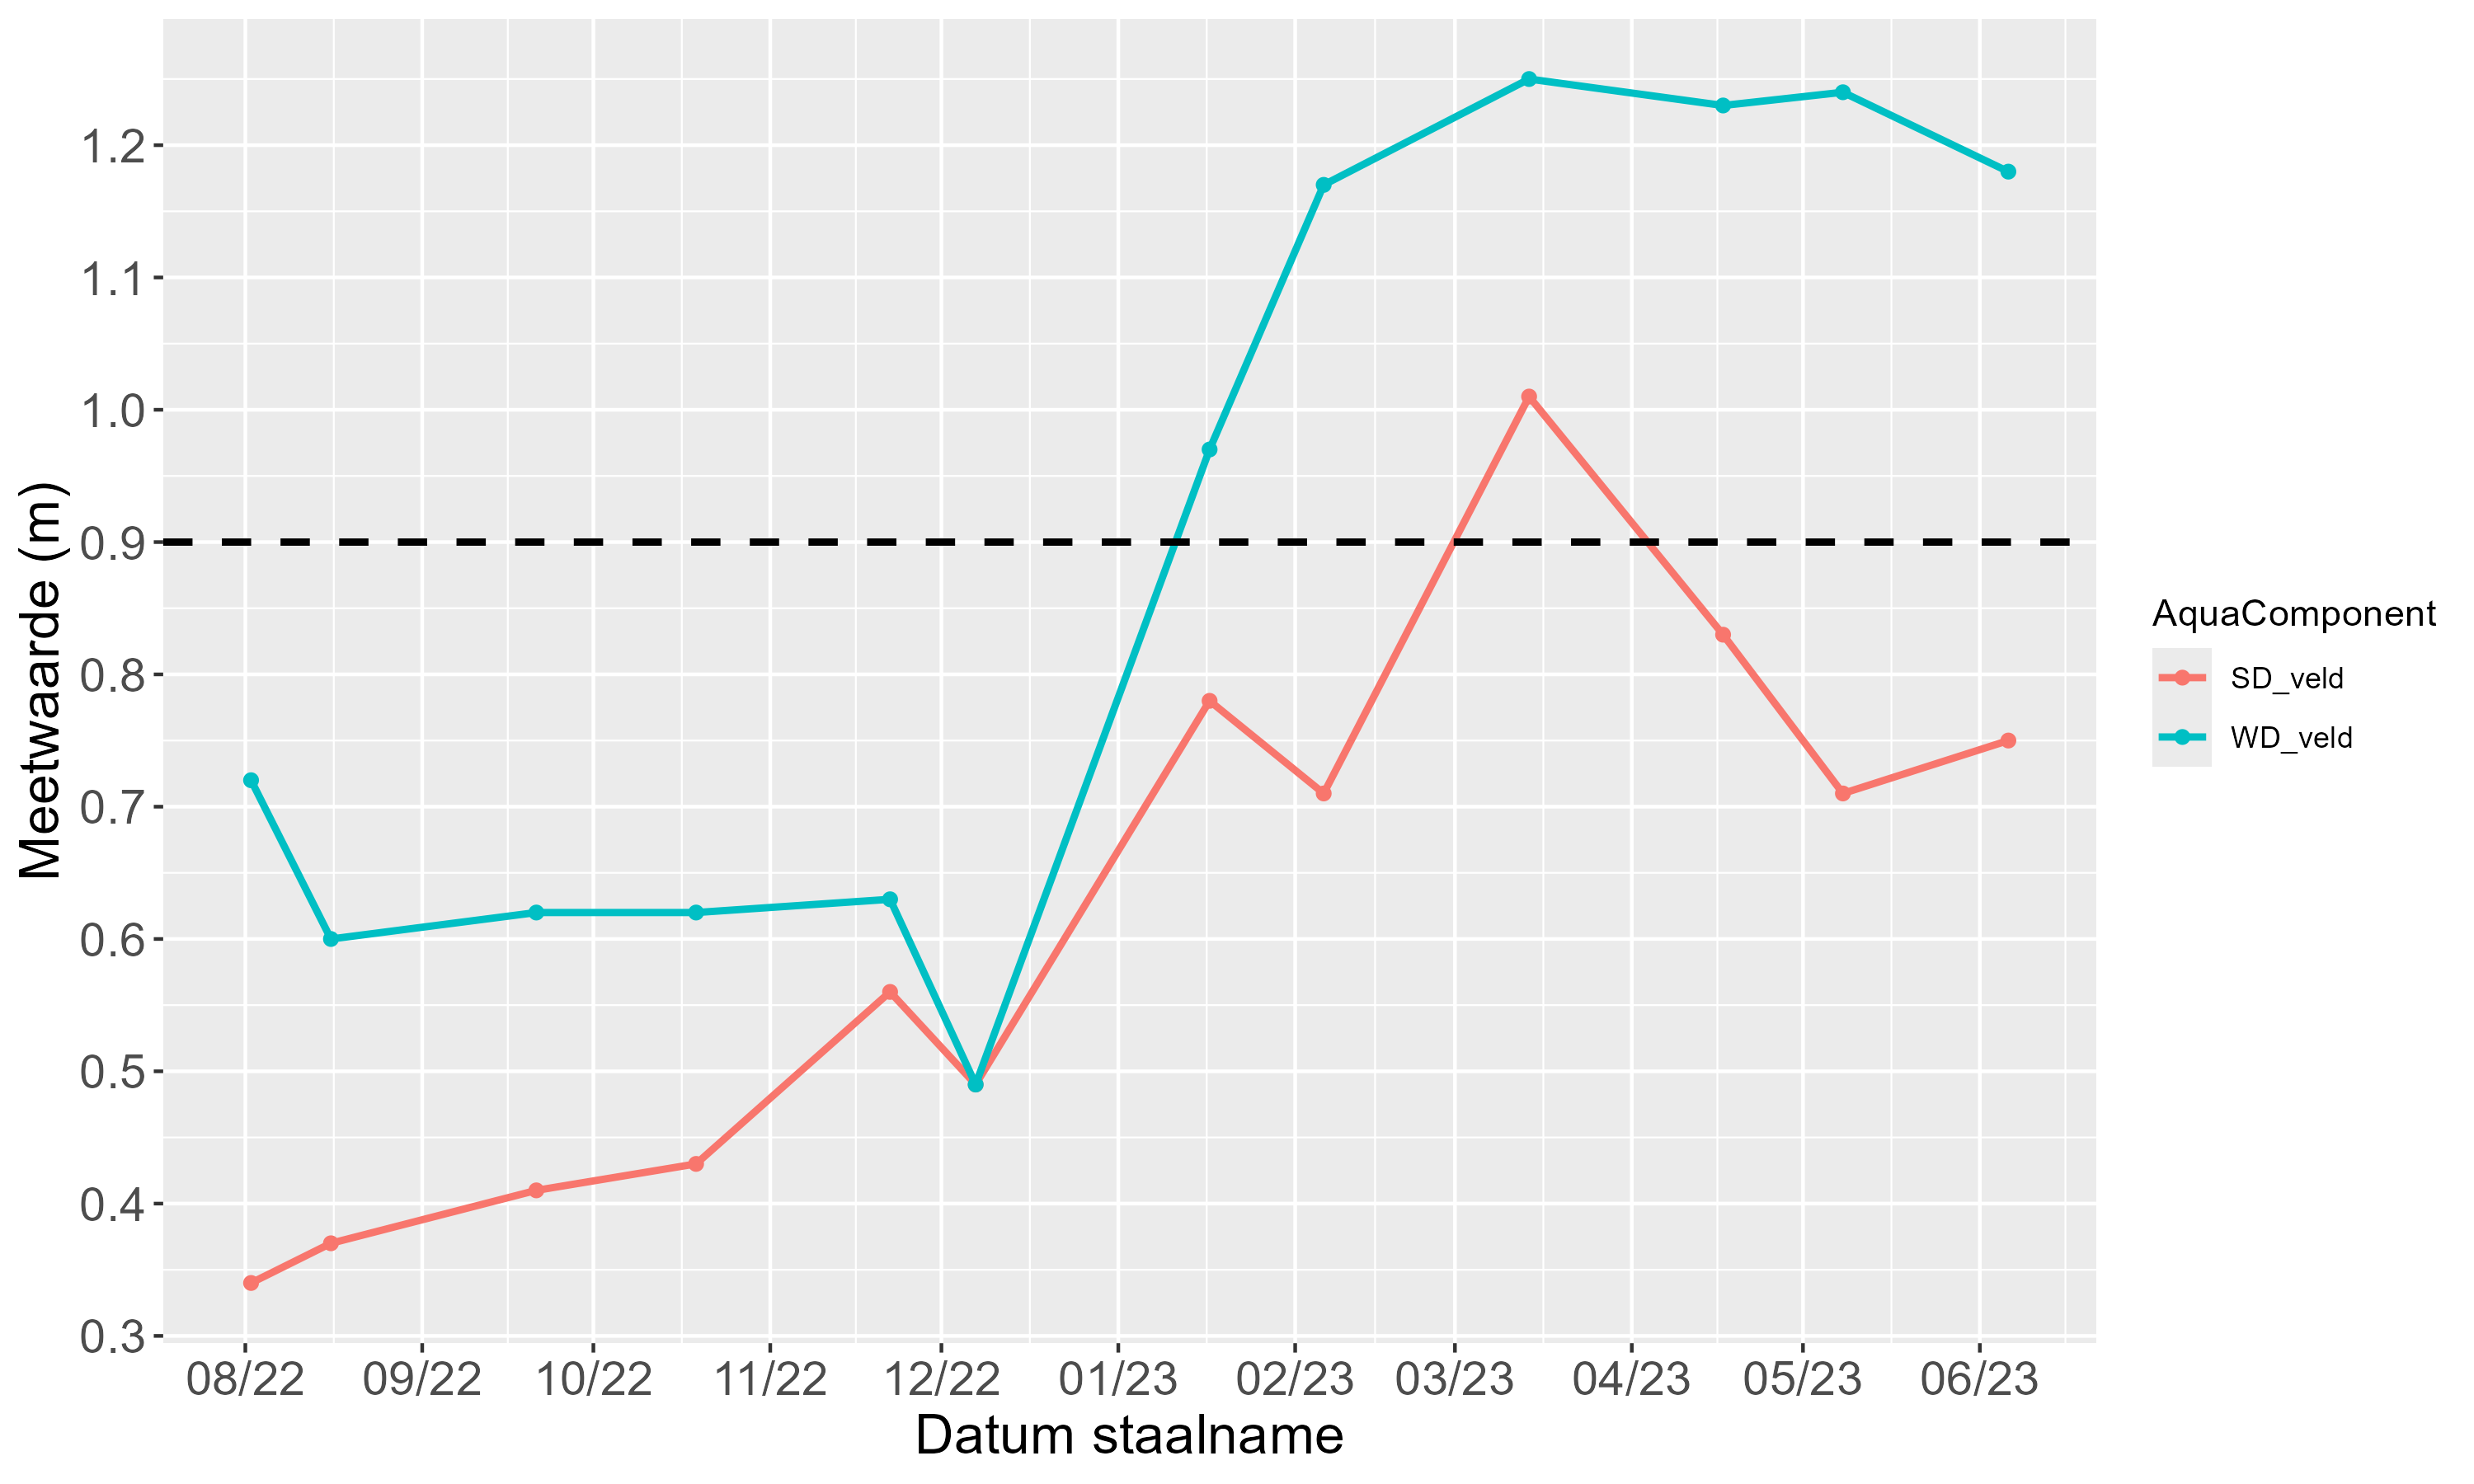 1.2
1.1
1.0
0.9
0.8
0.7
0.6
0.5
0.4
0.3
Meetwaarde (m)
08/22 09/22 10/22 11/22 12/22 01/23 02/23 03/23 04/23 05/23 06/23
Datum staalname
AquaComponent
SD_veld
WD_veld